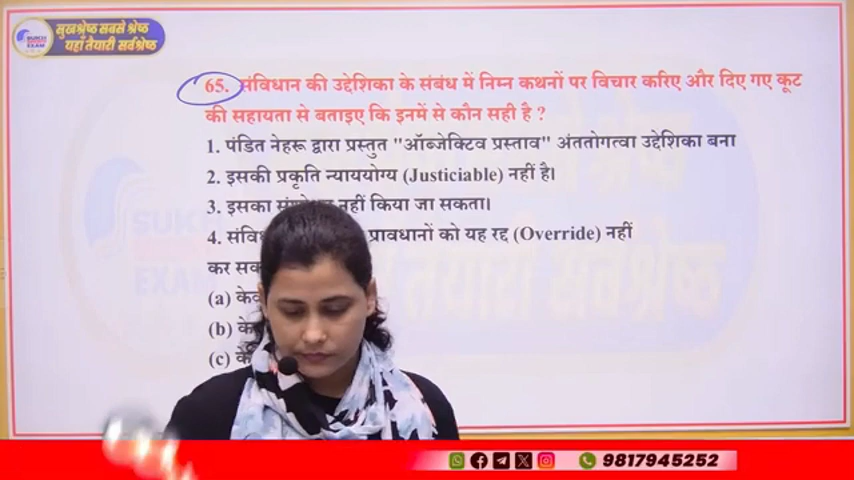 सुखश्रेष्ठ सबसे श्रेष्ठ
यहाँ तैयारी सर्वश्रेष्ठ
65. संविधान की उद्देशिका के संबंध में निम्न कथनों पर विचार करिए और दिए गए कूट
की सहायता से बताइए कि इनमें से कौन सही है ?
1. पंडित नेहरू द्वारा प्रस्तुत "ऑब्जेक्टिव प्रस्ताव" अंततोगत्वा उद्देशिका बना
2. इसकी प्रकृति न्याययोग्य (Justiciable) नहीं है।
3. इसका नहीं किया जा सकता।
4. प्रावधानों को यह रद्द (Override) नहीं
कर
(a)
(b)
(c)
9817945252